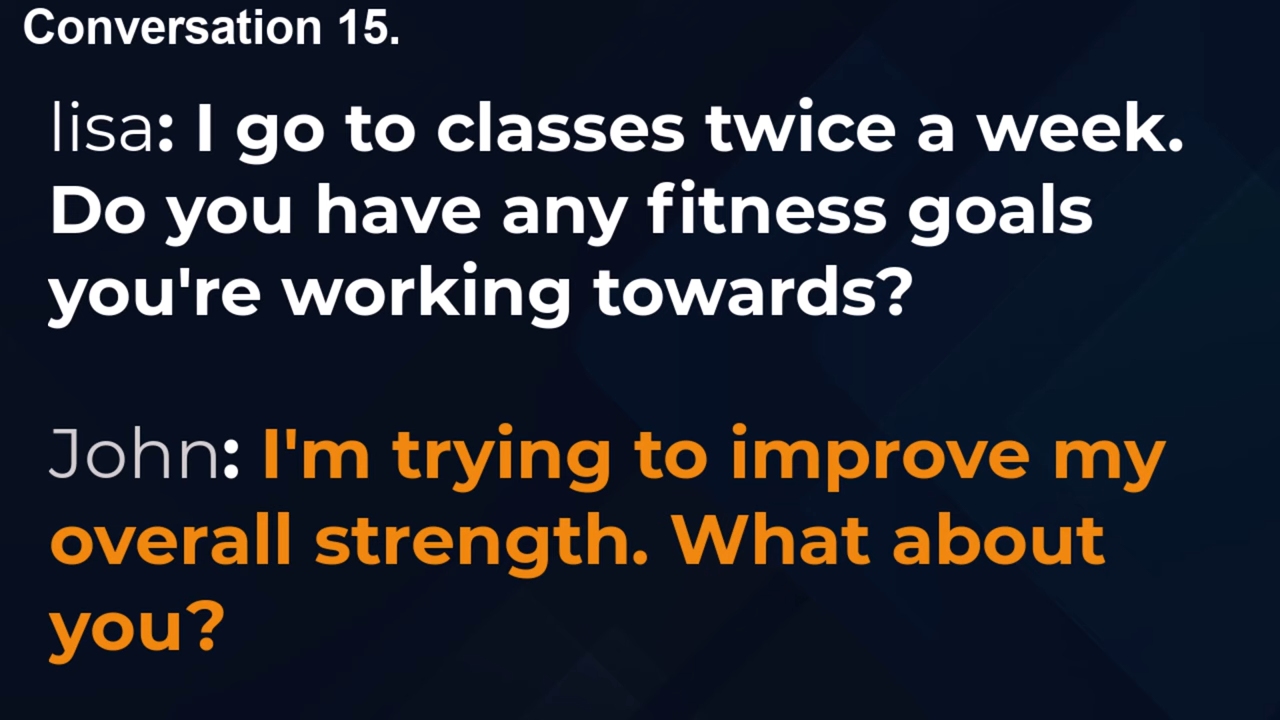 Conversation 15.
lisa: I go to classes twice a week.
Do you have any fitness goals
you're working towards?
John: I'm trying to improve my
overall strength. What about
you?